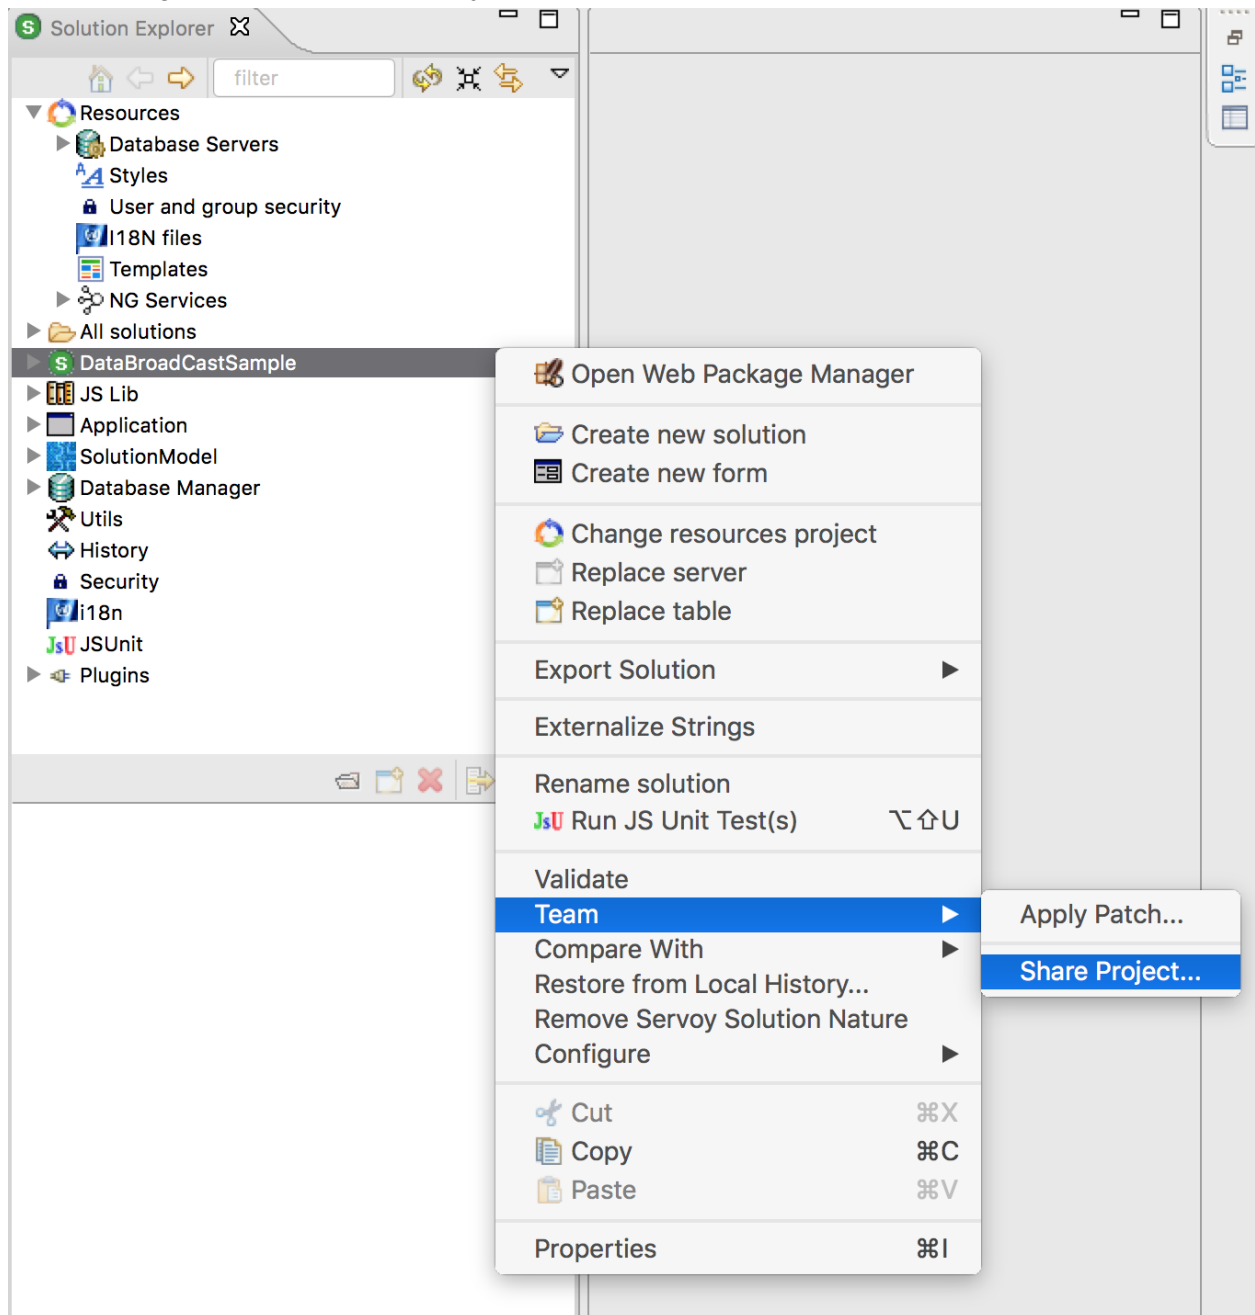 Solution Explorer
filter
Resources
Database Servers
Styles
User and group security
I18N files
Templates
NG Services
All solutions
DataBroadCastSample
JS Lib
Application
SolutionModel
Database Manager
Utils
History
Security
i18n
JSUnit
Plugins
Open Web Package Manager
Create new solution
Create new form
Change resources project
Replace server
Replace table
Export Solution
Externalize Strings
Rename solution
Run JS Unit Test(s) ⌥⇧U
Validate
Team
Compare With
Restore from Local History...
Remove Servoy Solution Nature
Configure
Cut ⌘X
Copy ⌘C
Paste ⌘V
Properties ⌘I
Apply Patch...
Share Project...